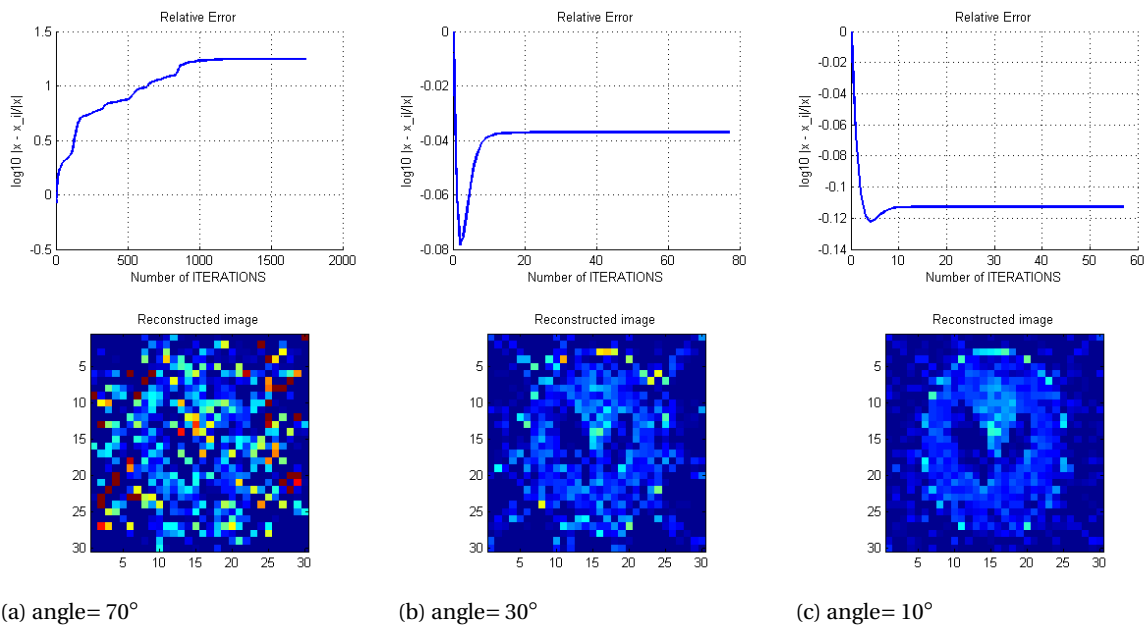 Relative Error
1.5
1
0.5
0
-0.5
log10 |x - x_i|/|x|
0 500 1000 1500 2000
Number of ITERATIONS
Relative Error
0
-0.02
-0.04
-0.06
-0.08
log10 |x - x_i|/|x|
0 20 40 60 80
Number of ITERATIONS
Relative Error
0
-0.02
-0.04
-0.06
-0.08
-0.1
-0.12
-0.14
log10 |x - x_i|/|x|
0 10 20 30 40 50 60
Number of ITERATIONS
Reconstructed image
5
10
15
20
25
30
5 10 15 20 25 30
Reconstructed image
5
10
15
20
25
30
5 10 15 20 25 30
Reconstructed image
5
10
15
20
25
30
5 10 15 20 25 30
(a) angle= 70°
(b) angle= 30°
(c) angle= 10°